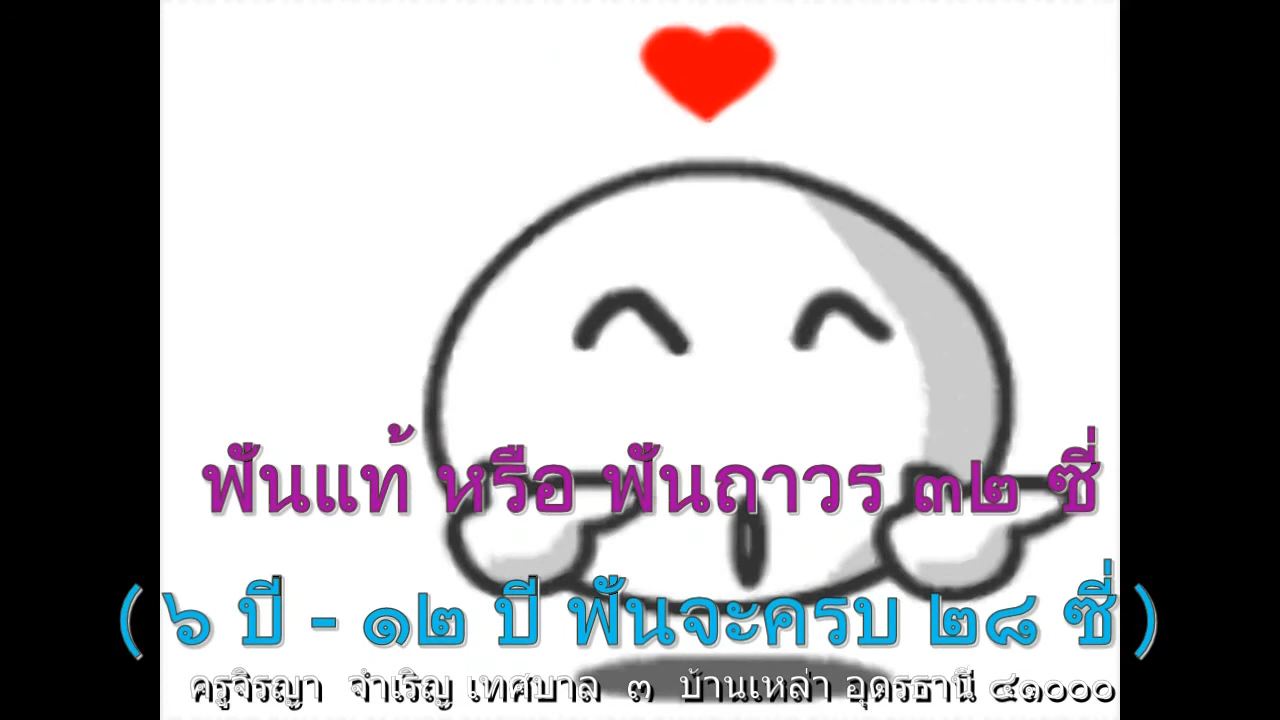 ฟันแท้ หรือ ฟันถาวร ๓๒ ซี่
( ๖ ปี - ๑๒ ปี ฟันจะครบ ๒๘ ซี่ )
ครูจิรญา จำเริญ เทศบาล ๓ บ้านเหล่า อุดรธานี ๔๑๐๐๐